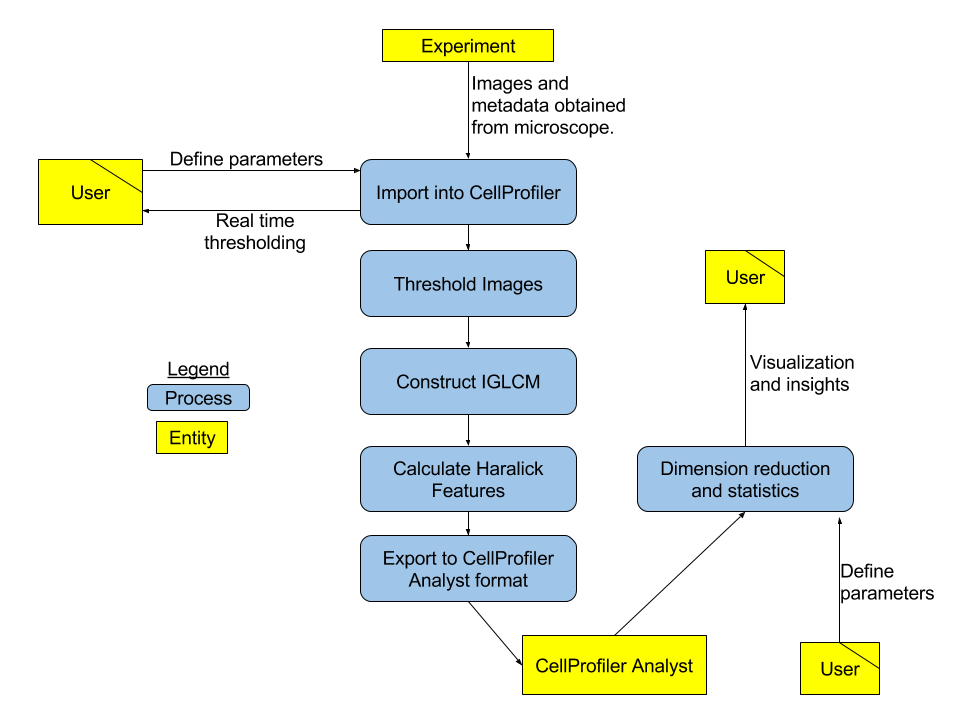 Experiment
Images and
metadata obtained
from microscope.
Define parameters
User
Import into CellProfiler
Real time
thresholding
Threshold Images
User
Legend
Process
Entity
Construct IGLCM
Visualization
and insights
Calculate Haralick
Features
Dimension reduction
and statistics
Export to CellProfiler
Analyst format
Define
parameters
CellProfiler Analyst
User